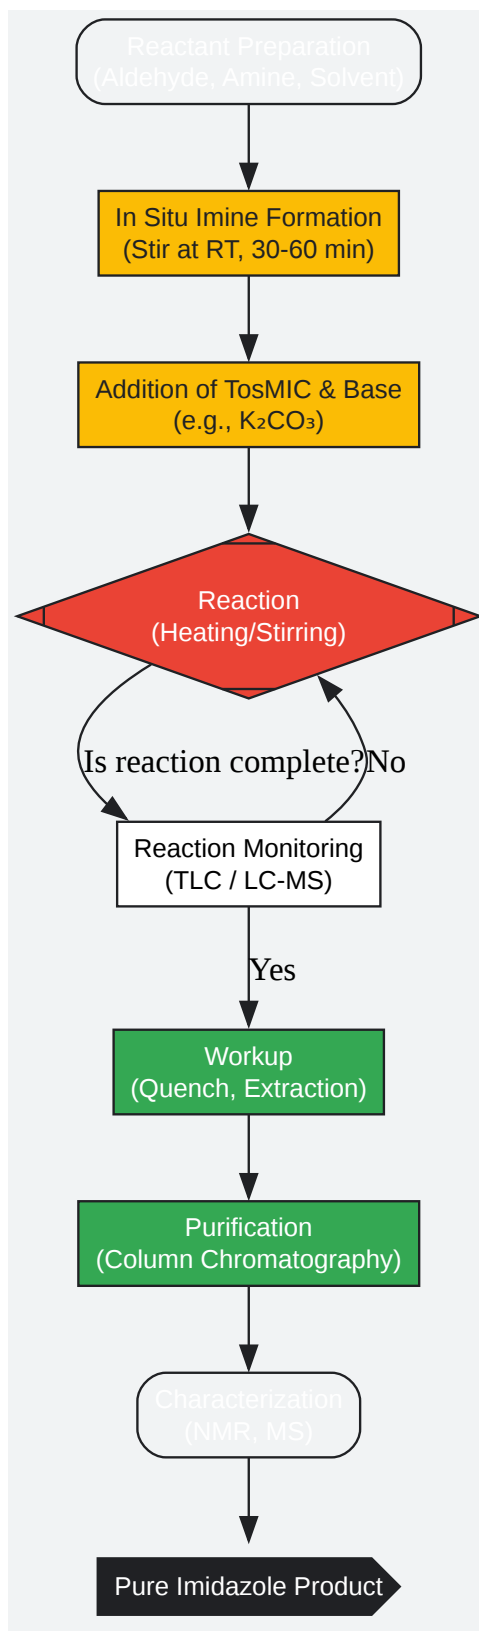 Reactant Preparation
(Aldehyde, Amine, Solvent)
In Situ Imine Formation
(Stir at RT, 30-60 min)
Addition of TosMIC & Base
(e.g., K₂CO₃)
Reaction
(Heating/Stirring)
Is reaction complete?
No
Reaction Monitoring
(TLC / LC-MS)
Yes
Workup
(Quench, Extraction)
Purification
(Column Chromatography)
Characterization
(NMR, MS)
Pure Imidazole Product